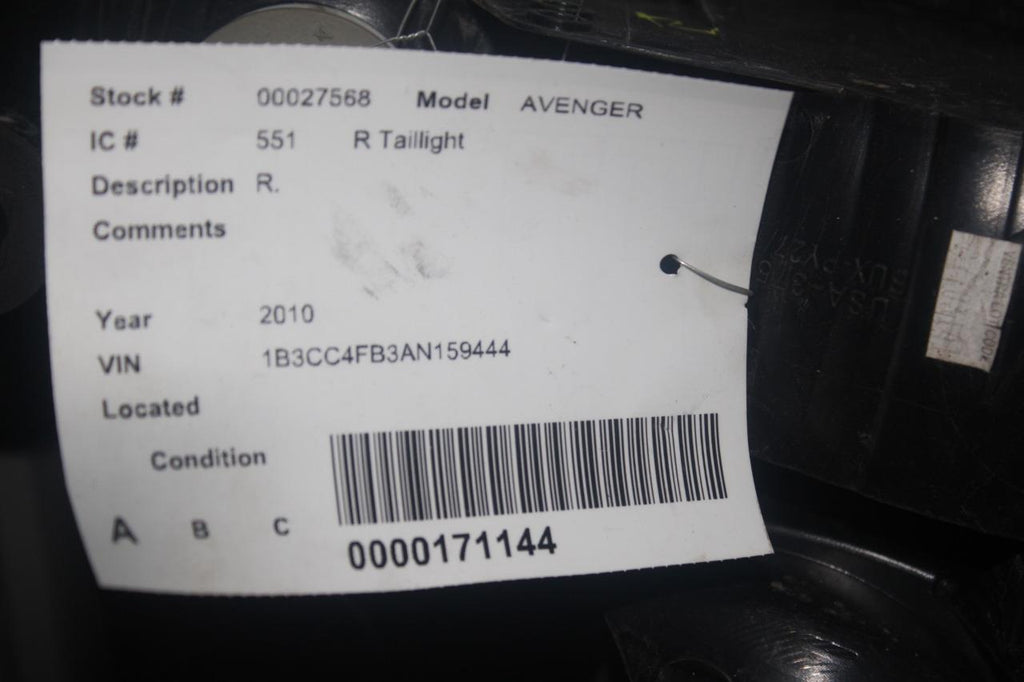 Stock # 00027568 Model AVENGER
IC # 551 R Taillight
Description R.
Comments
Year 2010
VIN 1B3CC4FB3AN159444
Located
Condition
A B C
0000171144